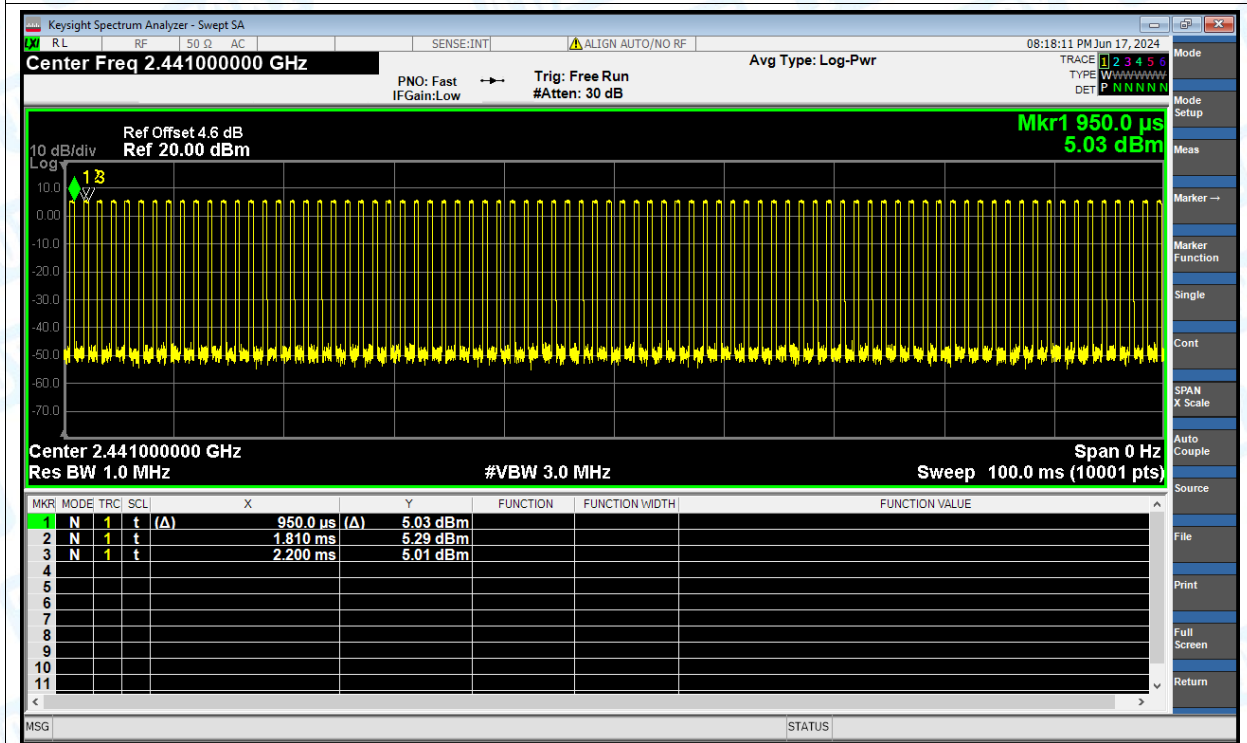 Keysight Spectrum Analyzer - Swept SA
LXI RL RF 50 Ω AC SENSE:INT ALIGN AUTO/NO RF 08:18:11 PM Jun 17, 2024
Center Freq 2.441000000 GHz
PNO: Fast
IFGain:Low
Trig: Free Run
#Atten: 30 dB
Avg Type: Log-Pwr
TRACE 1 2 3 4 5 6
TYPE WWWWWW
DET P N N N N N
Mkr1 950.0 µs
5.03 dBm
Ref Offset 4.6 dB
10 dB/div Ref 20.00 dBm
Log
1
3
10.0
0.00
-10.0
-20.0
-30.0
-40.0
-50.0
-60.0
-70.0
Center 2.441000000 GHz Span 0 Hz
Res BW 1.0 MHz #VBW 3.0 MHz Sweep 100.0 ms (10001 pts)
MKR MODE TRC SCL X Y FUNCTION FUNCTION WIDTH FUNCTION VALUE
1 N 1 t (Δ) 950.0 µs (Δ) 5.03 dBm
2 N 1 t 1.810 ms 5.29 dBm
3 N 1 t 2.200 ms 5.01 dBm
4
5
6
7
8
9
10
11
MSG STATUS
Mode
Mode
Setup
Meas
Marker →
Marker
Function
Single
Cont
SPAN
X Scale
Auto
Couple
Source
File
Print
Full
Screen
Return